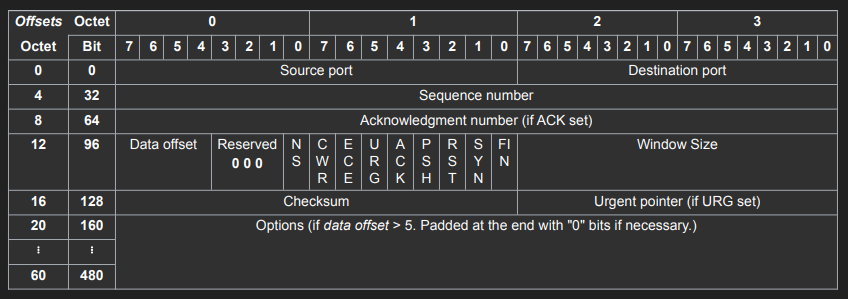 Offsets Octet 0 1 2 3
Octet Bit 7 6 5 4 3 2 1 0 7 6 5 4 3 2 1 0 7 6 5 4 3 2 1 0 7 6 5 4 3 2 1 0
0 0 Source port Destination port
4 32 Sequence number
8 64 Acknowledgment number (if ACK set)
12 96 Data offset Reserved 0 0 0 NS CWR ECE URG ACK PSH RST SYN FIN Window Size
16 128 Checksum Urgent pointer (if URG set)
20 160 Options (if data offset > 5. Padded at the end with "0" bits if necessary.)
⋮ ⋮
60 480